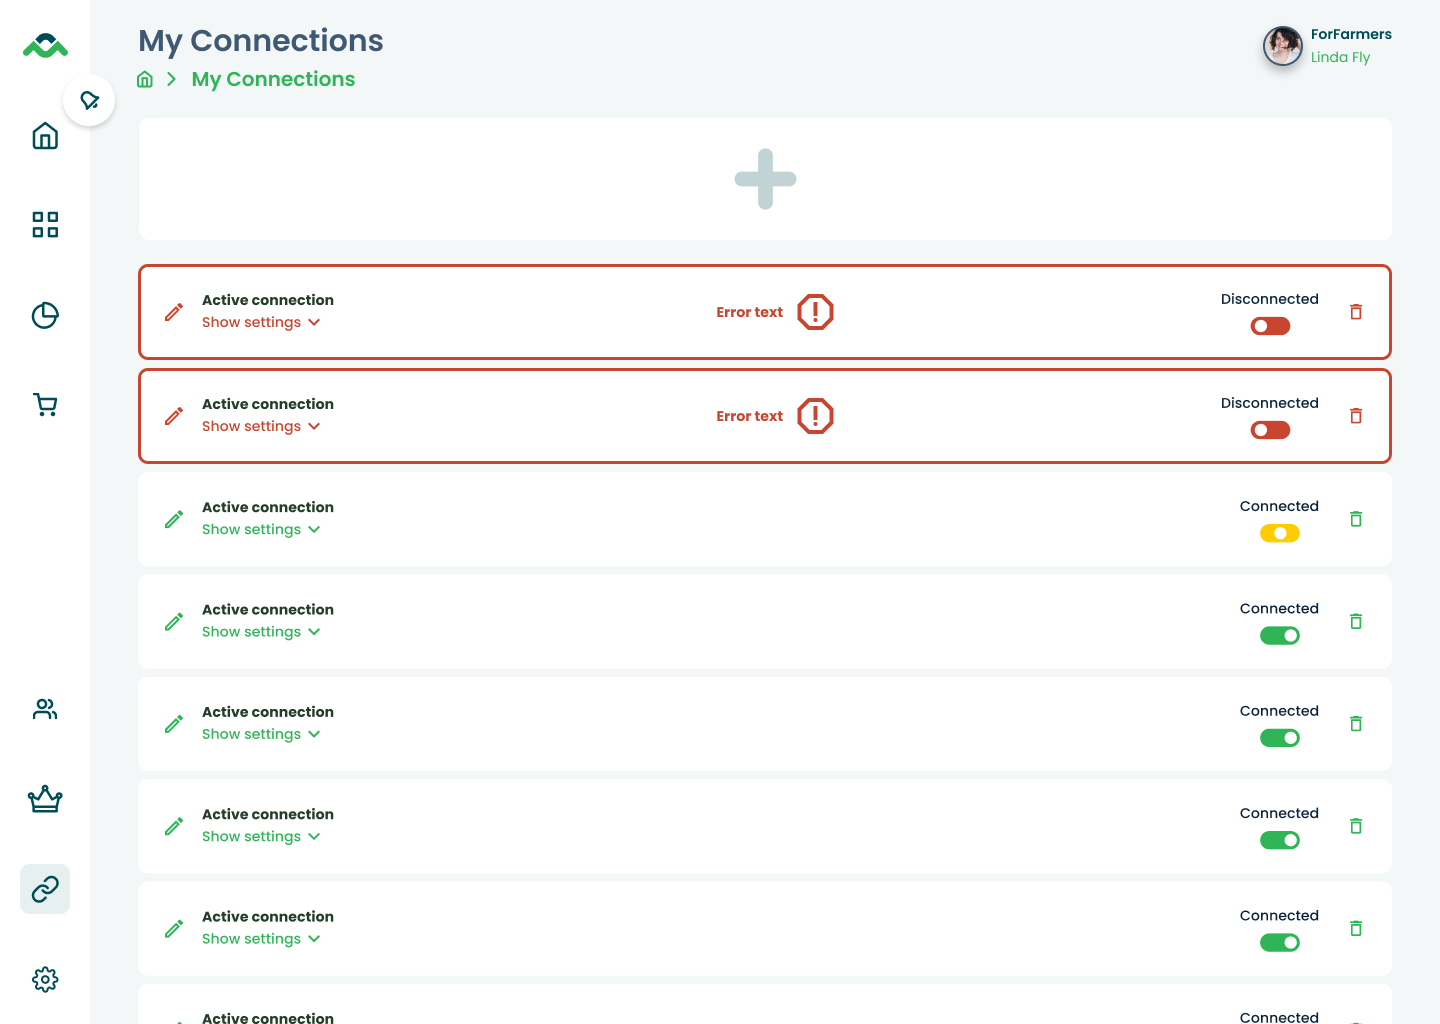 My Connections
ForFarmers
Linda Fly
My Connections
Active connection
Show settings
Error text
Disconnected
Active connection
Show settings
Error text
Disconnected
Active connection
Show settings
Connected
Active connection
Show settings
Connected
Active connection
Show settings
Connected
Active connection
Show settings
Connected
Active connection
Show settings
Connected
Active connection
Connected